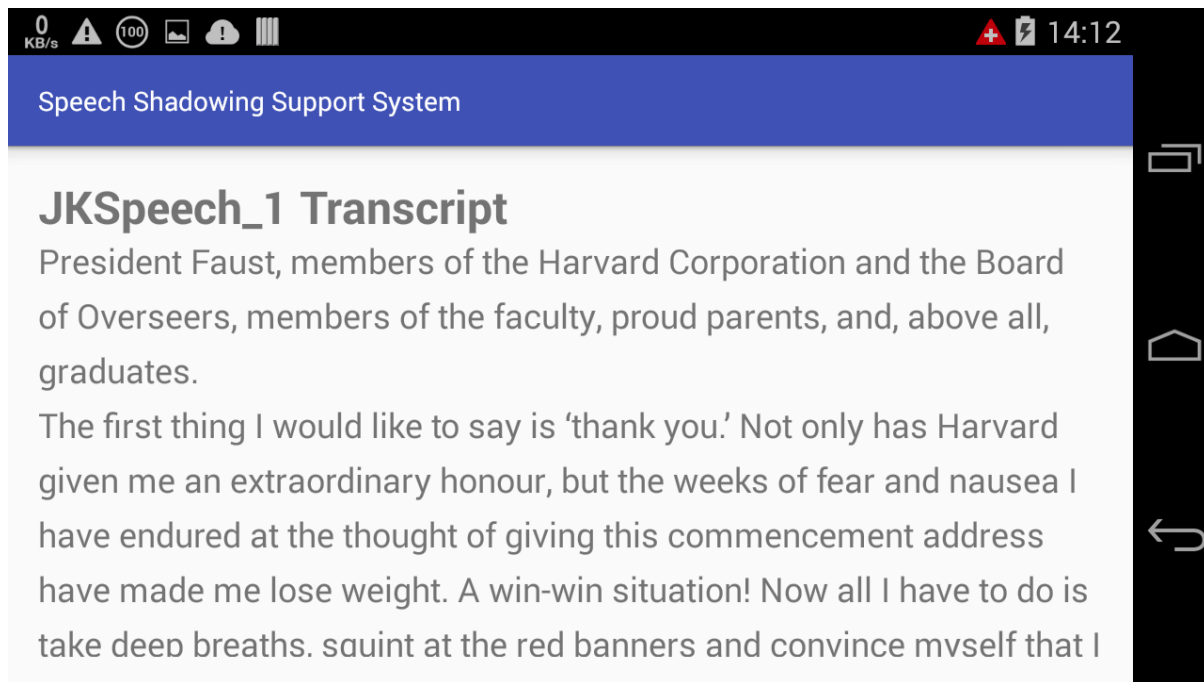 0
KB/s
100
14:12
Speech Shadowing Support System
JKSpeech_1 Transcript
President Faust, members of the Harvard Corporation and the Board
of Overseers, members of the faculty, proud parents, and, above all,
graduates.
The first thing I would like to say is ‘thank you.’ Not only has Harvard
given me an extraordinary honour, but the weeks of fear and nausea I
have endured at the thought of giving this commencement address
have made me lose weight. A win-win situation! Now all I have to do is
take deep breaths, squint at the red banners and convince myself that I